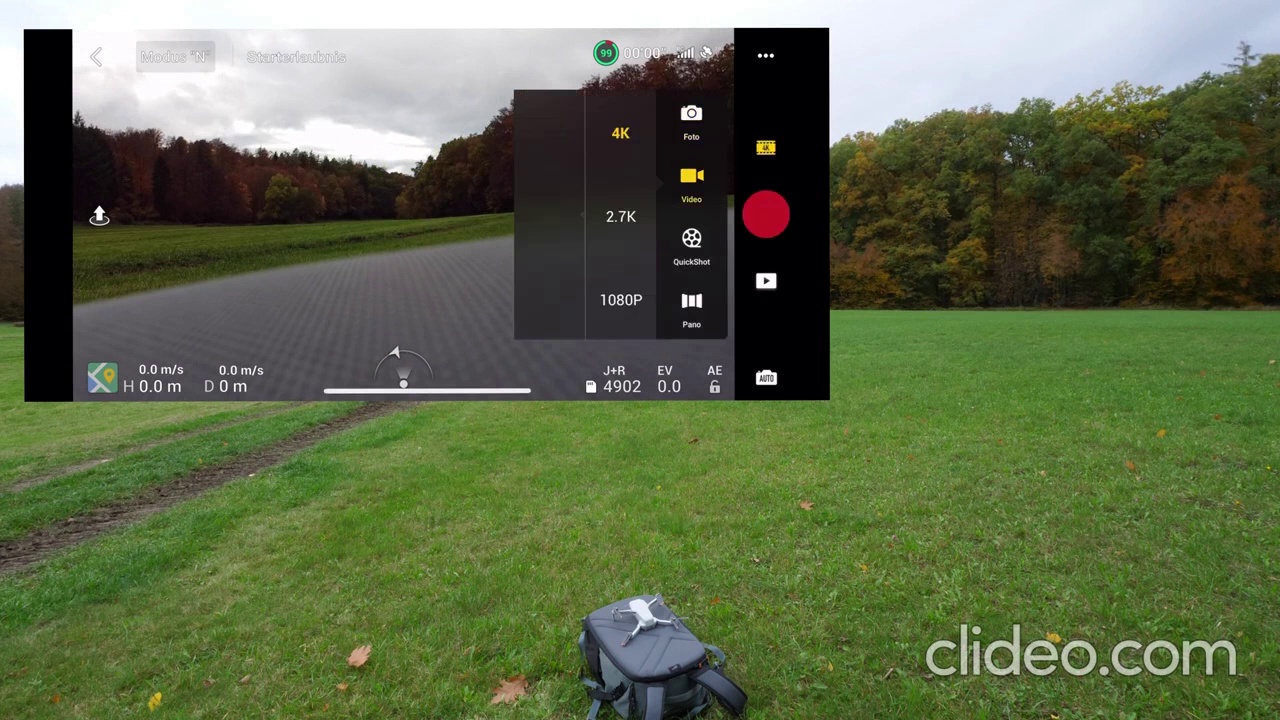 Modus "N" Starterlaubnis 99 00'00"
4K
2.7K
1080P
Foto
Video
QuickShot
Pano
4K
AUTO
0.0 m/s 0.0 m/s
H 0.0 m D 0 m
J+R EV AE
4902 0.0
clideo.com